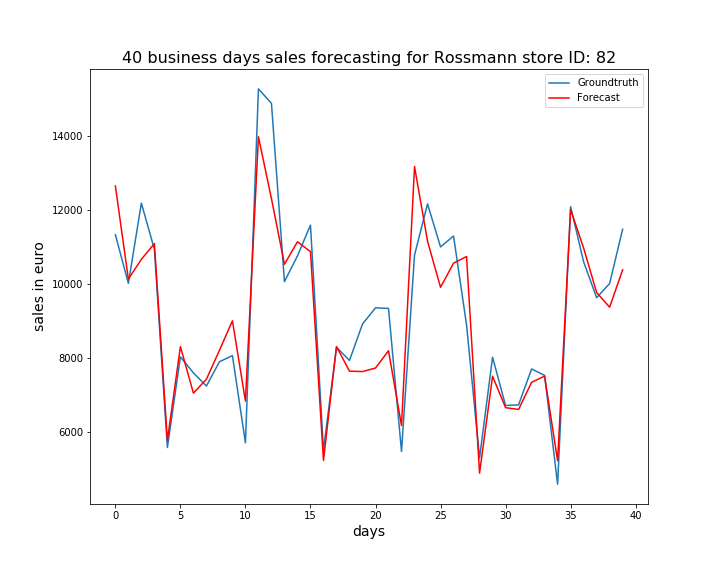 40 business days sales forecasting for Rossmann store ID: 82
Groundtruth
Forecast
14000
12000
10000
8000
6000
sales in euro
0 5 10 15 20 25 30 35 40
days